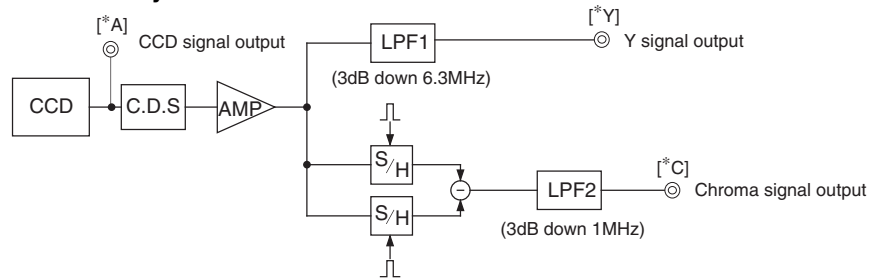 [*A]
CCD signal output
[*Y]
Y signal output
CCD
C.D.S
AMP
LPF1
(3dB down 6.3MHz)
S/H
S/H
−
LPF2
(3dB down 1MHz)
[*C]
Chroma signal output